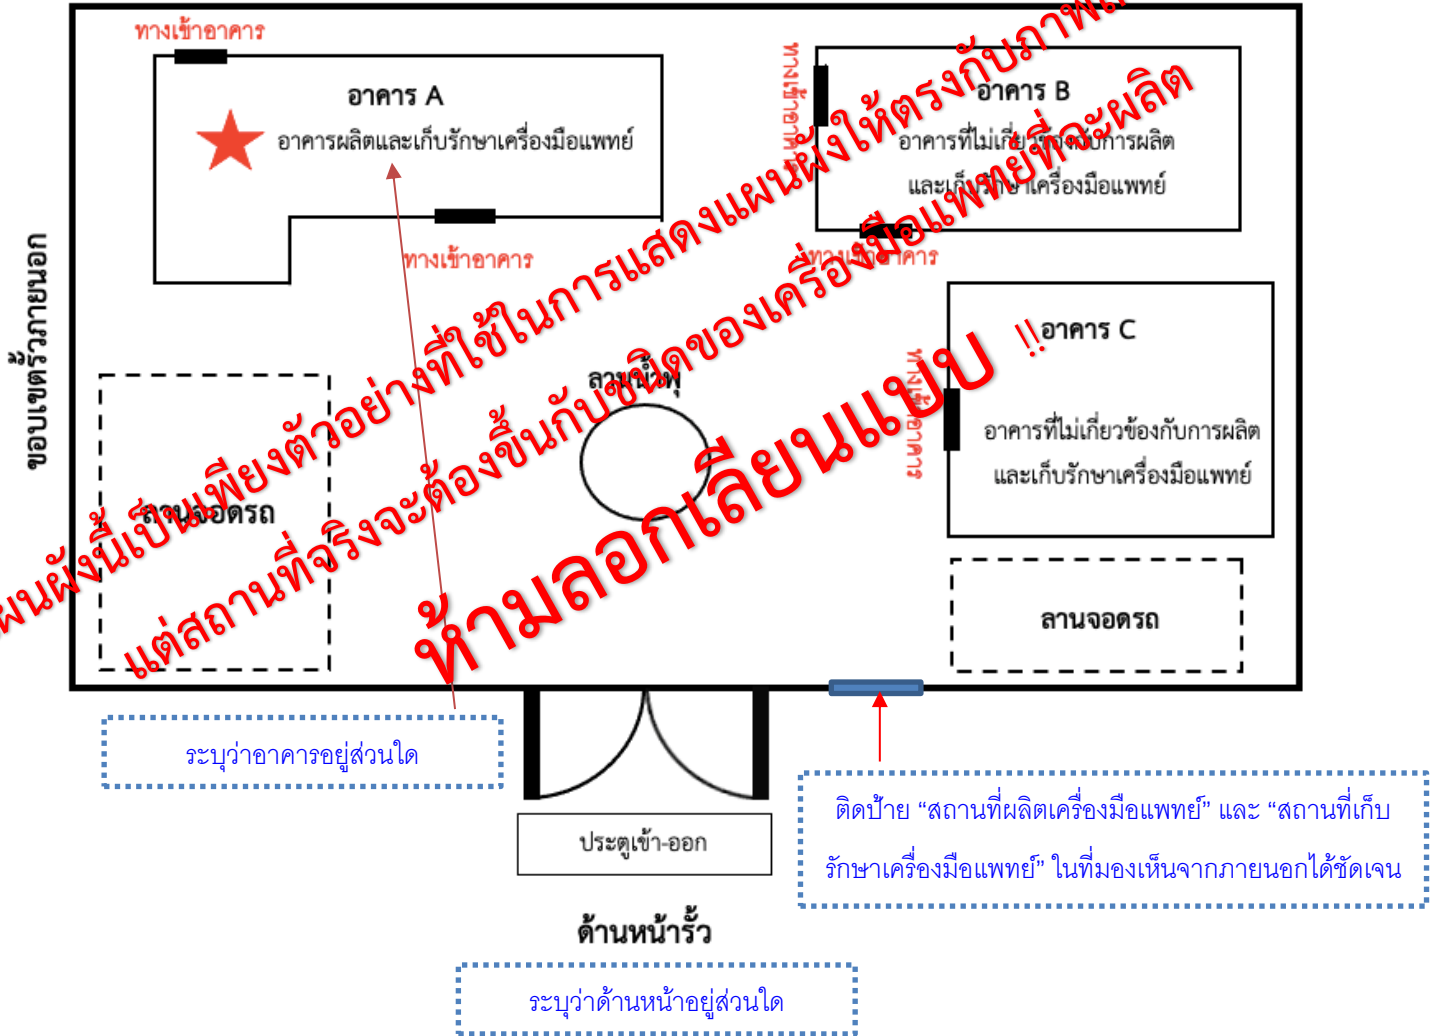 ทางเข้าอาคาร
อาคาร A
อาคารผลิตและเก็บรักษาเครื่องมือแพทย์
ทางเข้าอาคาร
ทางเข้าอาคาร
อาคาร B
อาคารที่ไม่เกี่ยวข้องกับการผลิต
และเก็บรักษาเครื่องมือแพทย์
ทางเข้าอาคาร
อาคาร C
ทางเข้าอาคาร
อาคารที่ไม่เกี่ยวข้องกับการผลิต
และเก็บรักษาเครื่องมือแพทย์
ขอบเขตรั้วภายนอก
ลานน้ำพุ
ลานจอดรถ
ลานจอดรถ
แผนผังนี้เป็นเพียงตัวอย่างที่ใช้ในการแสดงแผนผังให้ตรงกับภาพ
แต่สถานที่จริงจะต้องขึ้นกับชนิดของเครื่องมือแพทย์ที่จะผลิต
ห้ามลอกเลียนแบบ !!
ระบุว่าอาคารอยู่ส่วนใด
ประตูเข้า-ออก
ติดป้าย “สถานที่ผลิตเครื่องมือแพทย์” และ “สถานที่เก็บ
รักษาเครื่องมือแพทย์” ในที่มองเห็นจากภายนอกได้ชัดเจน
ด้านหน้ารั้ว
ระบุว่าด้านหน้าอยู่ส่วนใด